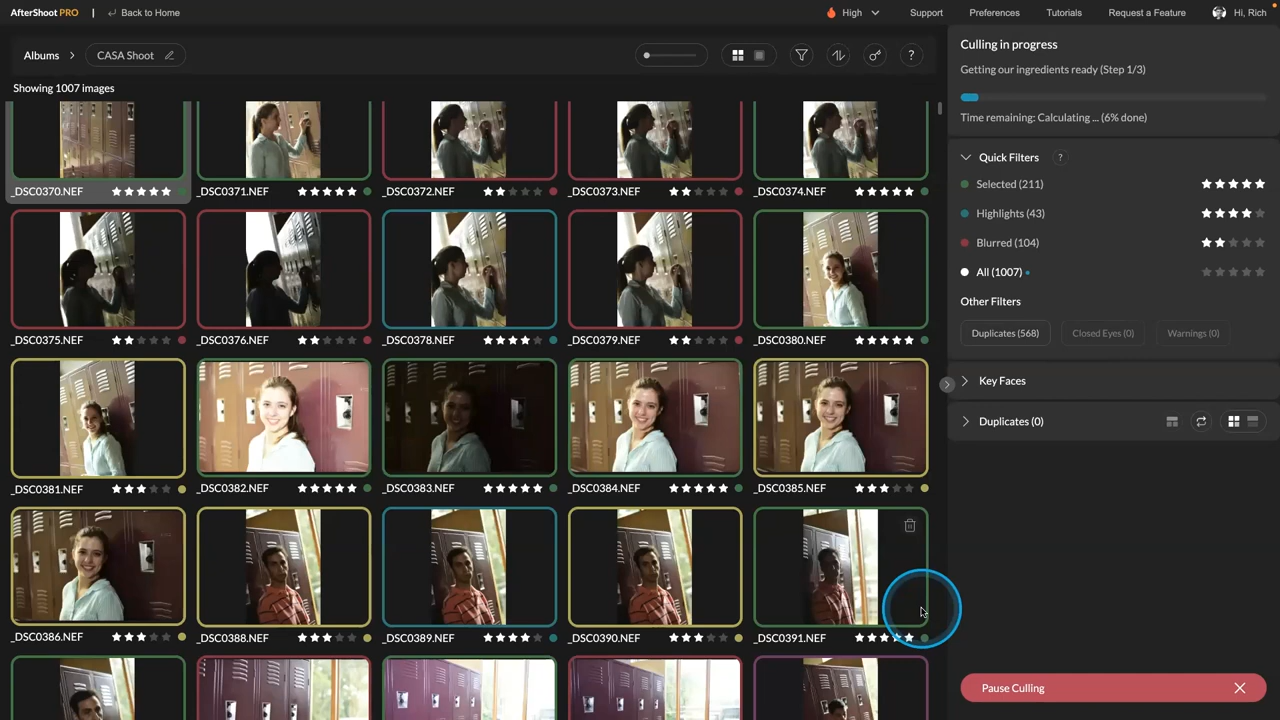 AfterShoot PRO | Back to Home High Support Preferences Tutorials Request a Feature Hi, Rich
Albums CASA Shoot ?
Showing 1007 images
_DSC0370.NEF _DSC0371.NEF _DSC0372.NEF _DSC0373.NEF _DSC0374.NEF
_DSC0375.NEF _DSC0376.NEF _DSC0378.NEF _DSC0379.NEF _DSC0380.NEF
_DSC0381.NEF _DSC0382.NEF _DSC0383.NEF _DSC0384.NEF _DSC0385.NEF
_DSC0386.NEF _DSC0388.NEF _DSC0389.NEF _DSC0390.NEF _DSC0391.NEF
Culling in progress
Getting our ingredients ready (Step 1/3)
Time remaining: Calculating ... (6% done)
Quick Filters ?
Selected (211)
Highlights (43)
Blurred (104)
All (1007)
Other Filters
Duplicates (568) Closed Eyes (0) Warnings (0)
Key Faces
Duplicates (0)
Pause Culling